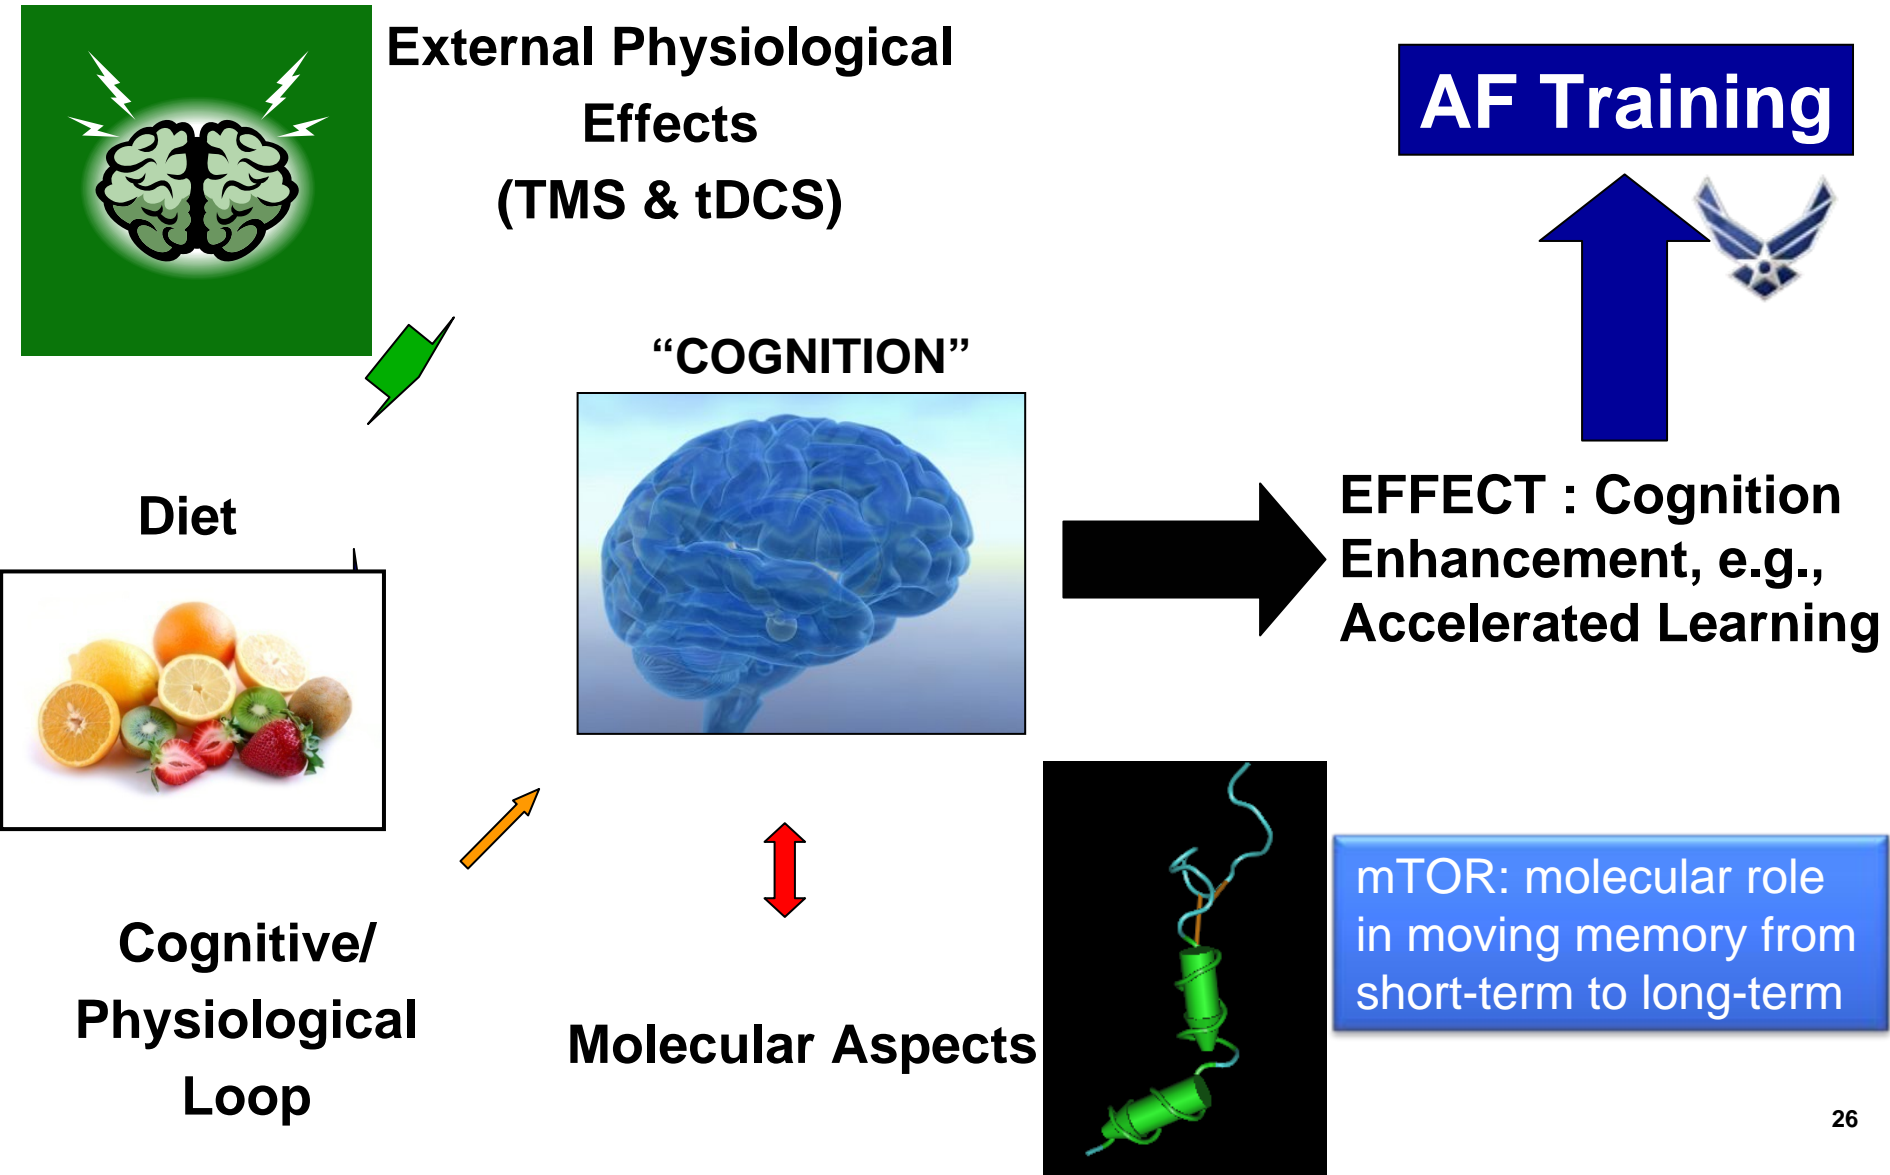 External Physiological
Effects
(TMS & tDCS)
AF Training
“COGNITION”
Diet
EFFECT : Cognition
Enhancement, e.g.,
Accelerated Learning
Cognitive/
Physiological
Loop
Molecular Aspects
mTOR: molecular role
in moving memory from
short-term to long-term
26